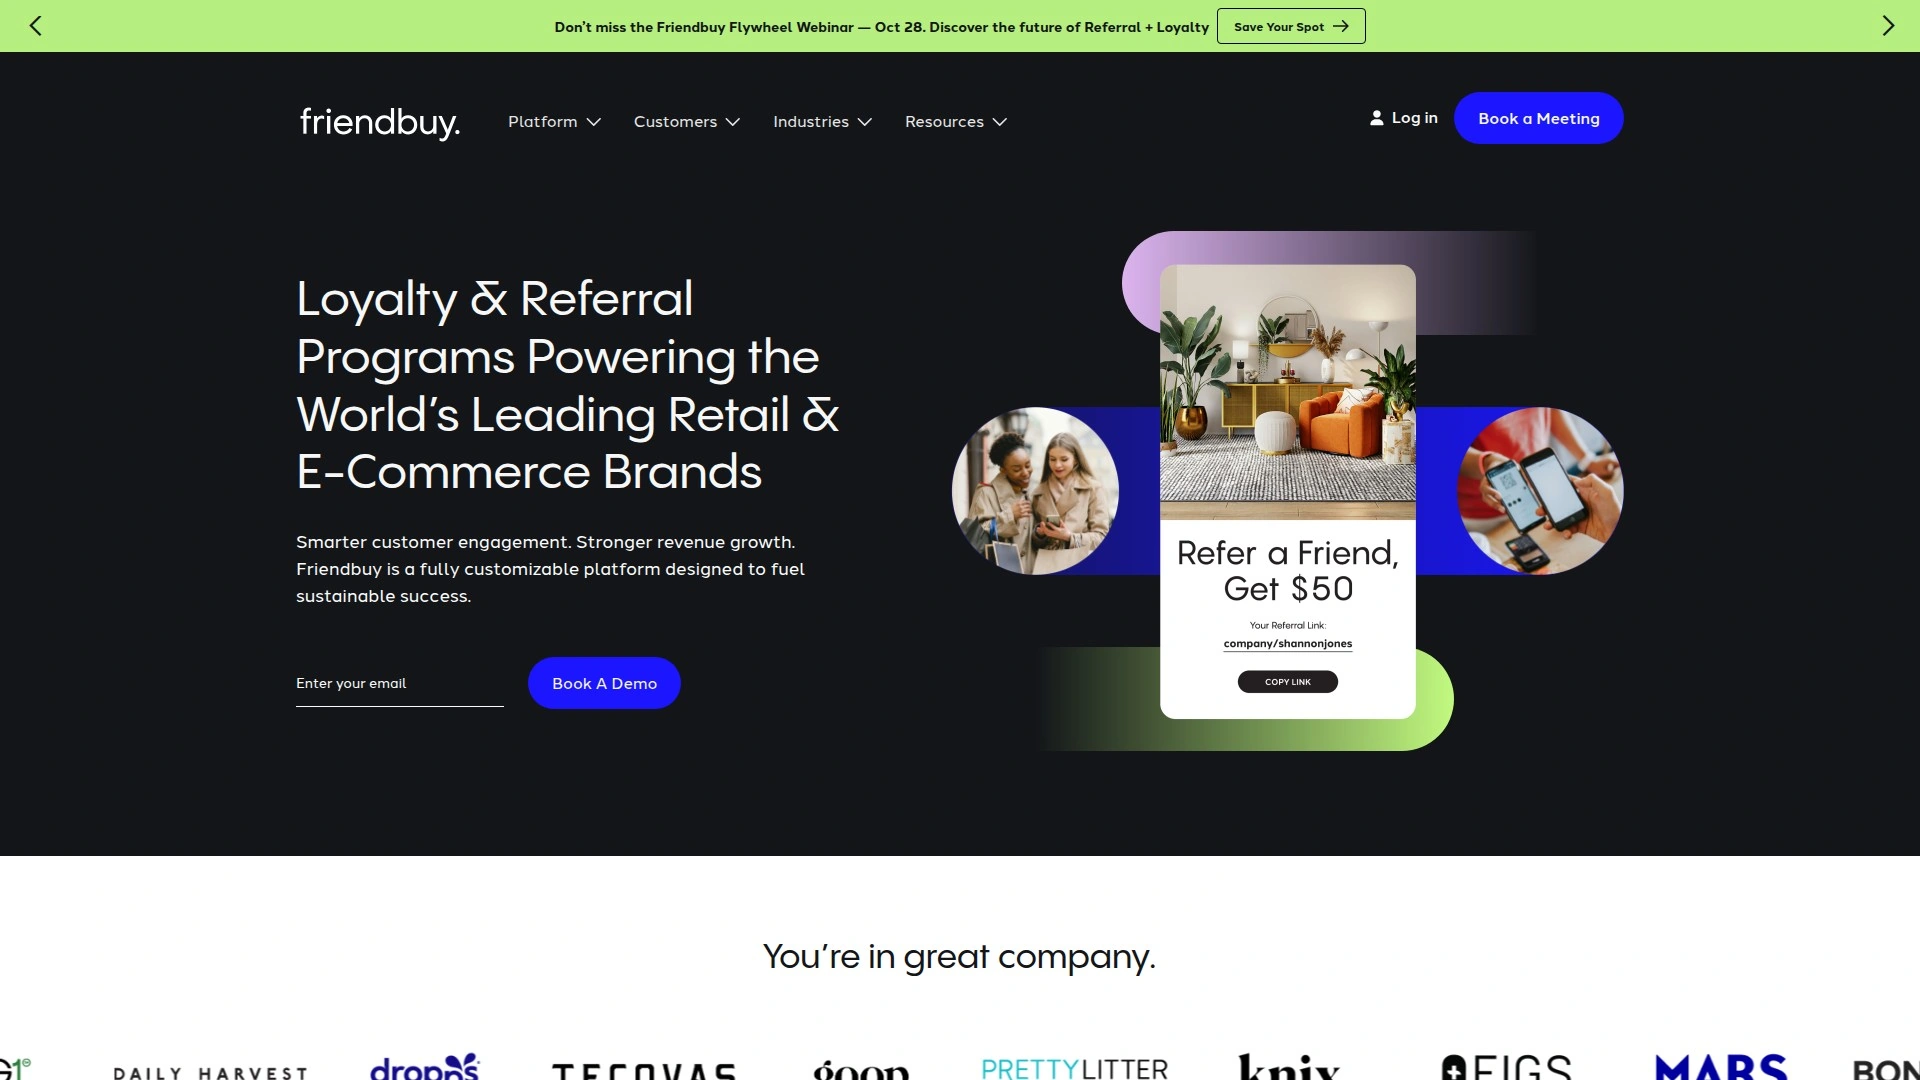 Don't miss the Friendbuy Flywheel Webinar — Oct 28. Discover the future of Referral + Loyalty
Save Your Spot
friendbuy.
Platform
Customers
Industries
Resources
Log in
Book a Meeting
Loyalty & Referral
Programs Powering the
World's Leading Retail &
E-Commerce Brands
Smarter customer engagement. Stronger revenue growth.
Friendbuy is a fully customizable platform designed to fuel
sustainable success.
Enter your email
Book A Demo
Refer a Friend,
Get $50
Your Referral Link:
company/shannonjones
COPY LINK
You're in great company.
DAILY HARVEST
dropps
TECOVAS
goop
PRETTYLITTER
knix
FIGS
MARS